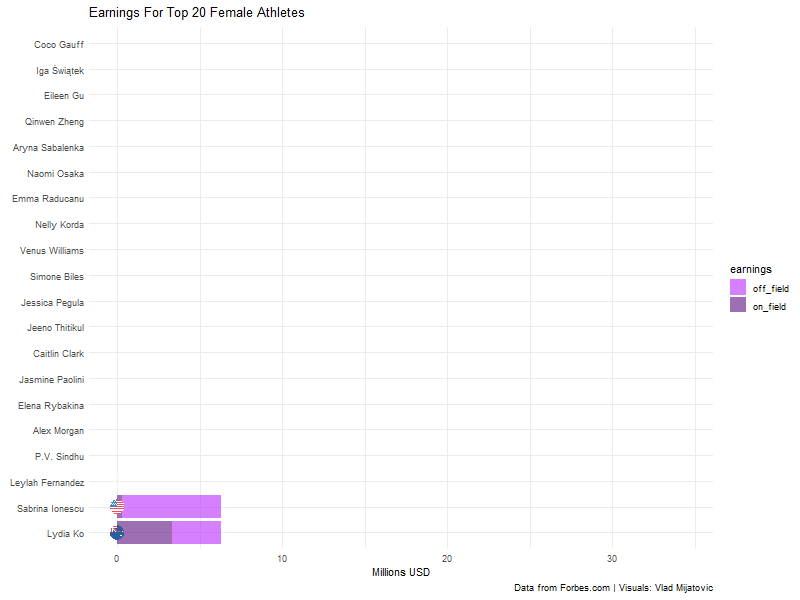 Earnings For Top 20 Female Athletes
Coco Gauff
Iga Świątek
Eileen Gu
Qinwen Zheng
Aryna Sabalenka
Naomi Osaka
Emma Raducanu
Nelly Korda
Venus Williams
Simone Biles
Jessica Pegula
Jeeno Thitikul
Caitlin Clark
Jasmine Paolini
Elena Rybakina
Alex Morgan
P.V. Sindhu
Leylah Fernandez
Sabrina Ionescu
Lydia Ko
0 10 20 30
Millions USD
earnings
off_field
on_field
Data from Forbes.com | Visuals: Vlad Mijatovic